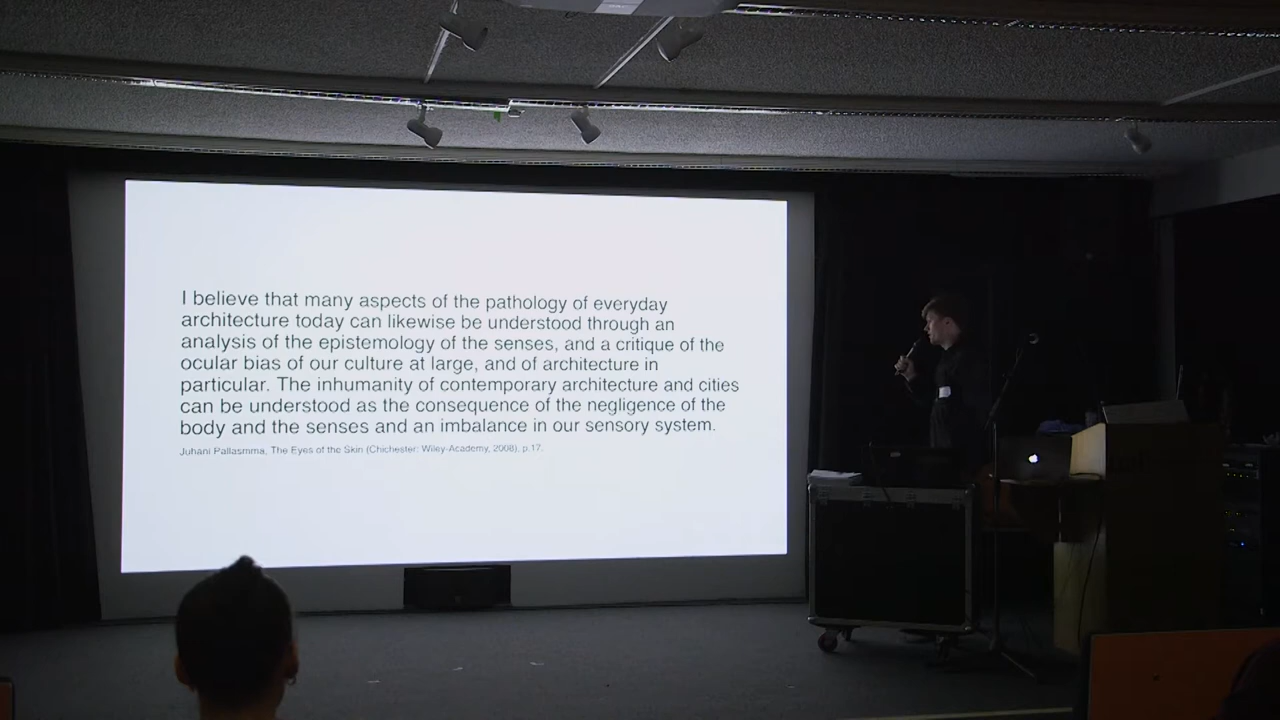 I believe that many aspects of the pathology of everyday
architecture today can likewise be understood through an
analysis of the epistemology of the senses, and a critique of the
ocular bias of our culture at large, and of architecture in
particular. The inhumanity of contemporary architecture and cities
can be understood as the consequence of the negligence of the
body and the senses and an imbalance in our sensory system.
Juhani Pallasmma, The Eyes of the Skin (Chichester: Wiley-Academy, 2008), p.17.